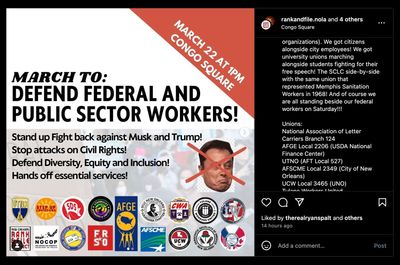 MARCH 22 AT 1PM
CONGO SQUARE
MARCH TO:
DEFEND FEDERAL AND
PUBLIC SECTOR WORKERS!
Stand up Fight back against Musk and Trump!
Stop attacks on Civil Rights!
Defend Diversity, Equity and Inclusion!
Hands off essential services!
AFGE
CWA
NOCOP
FRSO
AFSCME
UCW
rankandfile.nola and 4 others
Congo Square
organizations). We got citizens
alongside city employees! We got
university unions marching
alongside students fighting for their
free speech! The SCLC side-by-side
with the same union that
represented Memphis Sanitation
Workers in 1968! And of course we
are all standing beside our federal
workers on Saturday!!!
Unions:
National Association of Letter
Carriers Branch 124
AFGE Local 2206 (USDA National
Finance Center)
UTNO (AFT Local 527)
AFSCME Local 2349 (City of New
Orleans)
UCW Local 3465 (UNO)
Tulane Workers United
Liked by therealryanspalt and others
14 hours ago
Add a comment...
Post